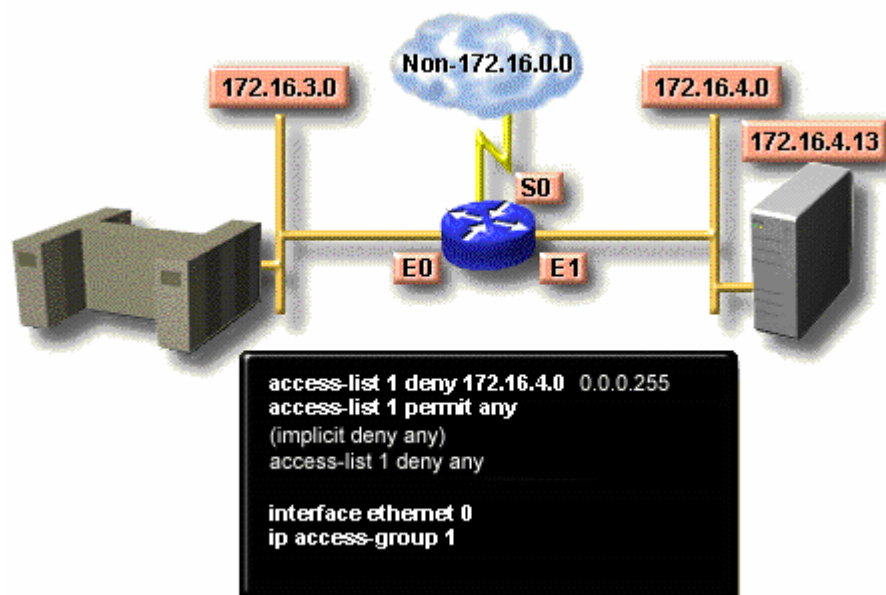 Non-172.16.0.0
172.16.3.0
172.16.4.0
172.16.4.13
S0
E0
E1
access-list 1 deny 172.16.4.0 0.0.0.255
access-list 1 permit any
(implicit deny any)
access-list 1 deny any
interface ethernet 0
ip access-group 1